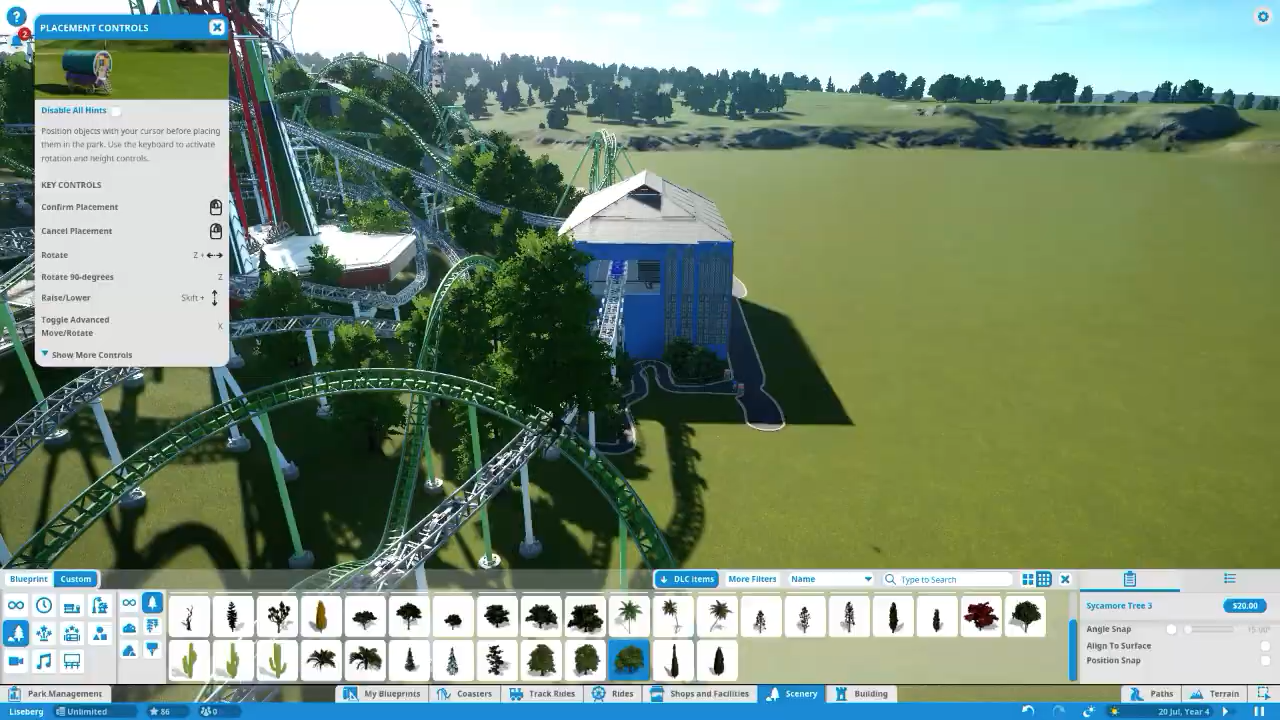 ?
2
PLACEMENT CONTROLS
Disable All Hints
Position objects with your cursor before placing
them in the park. Use the keyboard to activate
rotation and height controls.
KEY CONTROLS
Confirm Placement
Cancel Placement
Rotate Z +
Rotate 90-degrees Z
Raise/Lower Skift +
Toggle Advanced
Move/Rotate K
Show More Controls
Blueprint Custom DLC Items More Filters Name Type to Search
Sycamore Tree 3 $20.00
Angle Snap 15.00°
Align To Surface
Position Snap
Park Management My Blueprints Coasters Track Rides Rides Shops and Facilities Scenery Building Paths Terrain
Liseberg Unlimited 86 0 20 Jul, Year 4